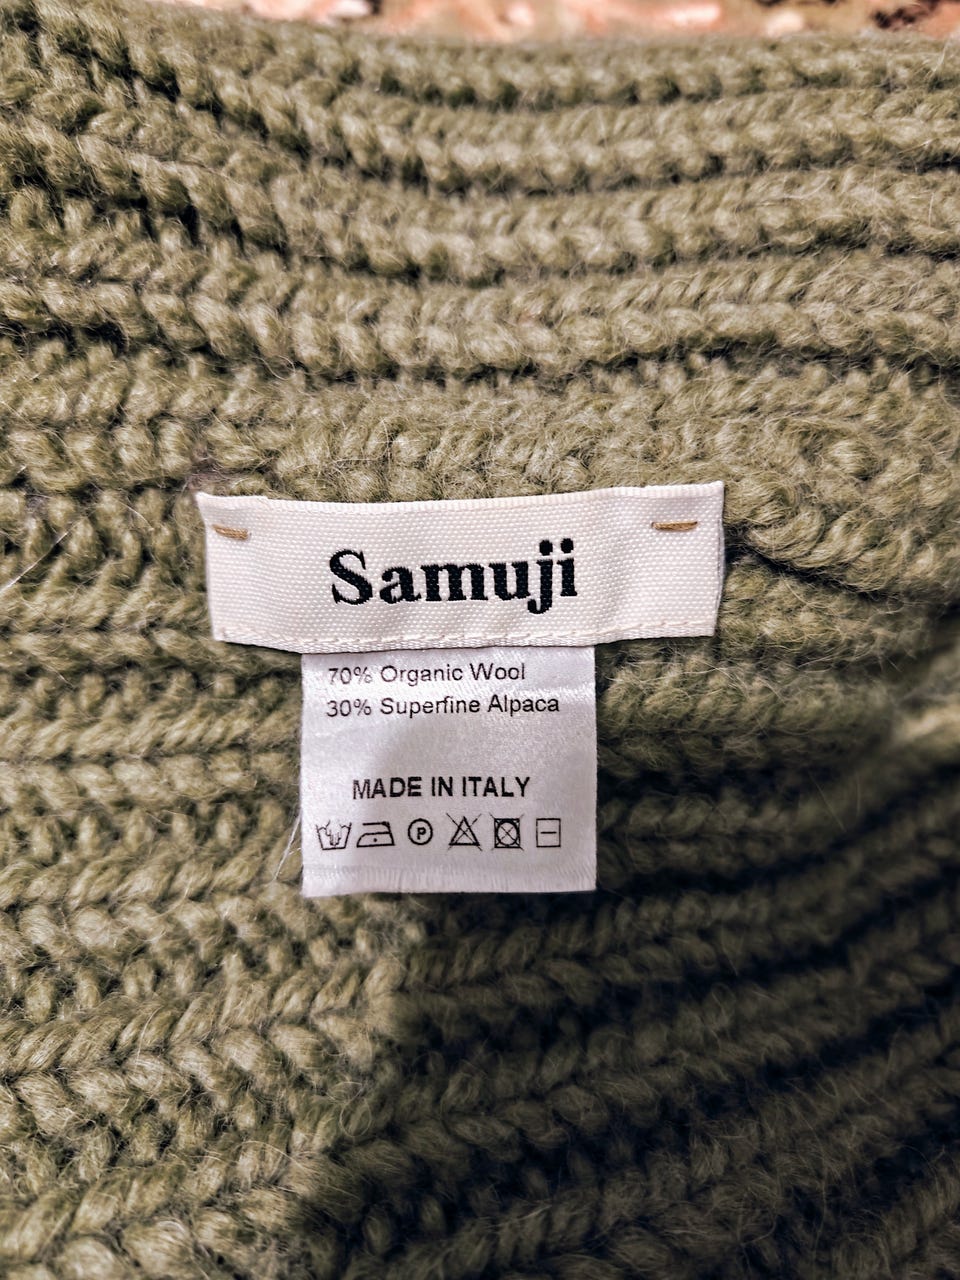 Samuji
70% Organic Wool
30% Superfine Alpaca
MADE IN ITALY
P